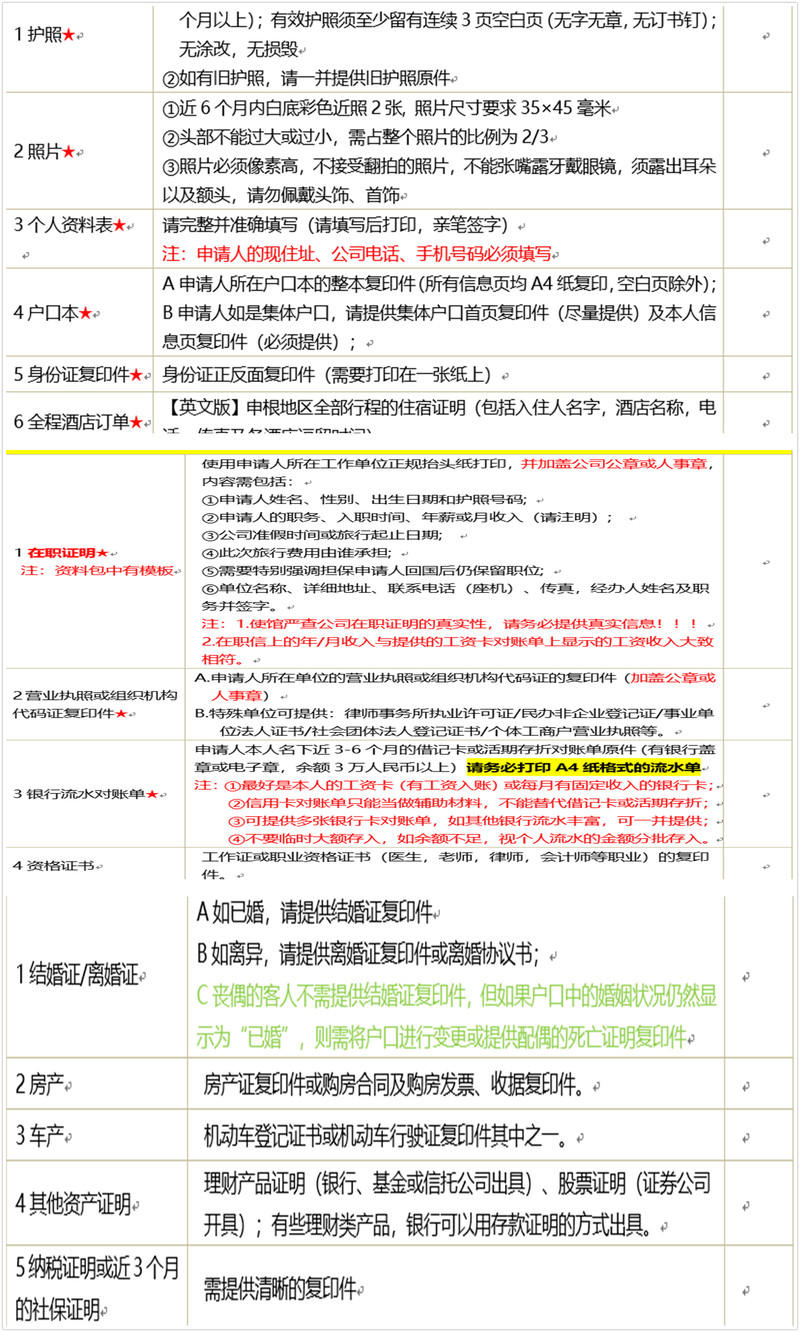 个月以上）；有效护照须至少留有连续3页空白页（无字无章，无订书钉）；
1 护照★
无涂改，无损毁
②如有旧护照，请一并提供旧护照原件
①近6个月内白底彩色近照2张，照片尺寸要求35×45毫米
②头部不能过大或过小，需占整个照片的比例为2/3
2 照片★
③照片必须像素高，不接受翻拍的照片，不能张嘴露牙戴眼镜，须露出耳朵
以及额头，请勿佩戴头饰、首饰
3 个人资料表★
请完整并准确填写（请填写后打印，亲笔签字）
注：申请人的现住址、公司电话、手机号码必须填写
A 申请人所在户口本的整本复印件（所有信息页均A4纸复印，空白页除外）；
4 户口本★
B 申请人如是集体户口，请提供集体户口首页复印件（尽量提供）及本人信
息页复印件（必须提供）；
5 身份证复印件★
身份证正反面复印件（需要打印在一张纸上）
6 全程酒店订单★
【英文版】申根地区全部行程的住宿证明（包括入住人名字，酒店名称，电
使用申请人所在工作单位正规抬头纸打印，并加盖公司公章或人事章，
内容需包括：
①申请人姓名、性别、出生日期和护照号码；
②申请人的职务、入职时间、年薪或月收入（请注明）；
③公司准假时间或旅行起止日期；
1 在职证明★
④此次旅行费用由谁承担；
注：资料包中有模板
⑤需要特别强调担保申请人回国后仍保留职位；
⑥单位名称、详细地址、联系电话（座机）、传真，经办人姓名及职
务并签字。
注：1.使馆严查公司在职证明的真实性，请务必提供真实信息！！！
2.在职信上的年/月收入与提供的工资卡对账单上显示的工资收入大致
相符。
2 营业执照或组织机构
代码证复印件★
A.申请人所在单位的营业执照或组织机构代码证的复印件（加盖公章或
人事章）
B.特殊单位可提供：律师事务所执业许可证/民办非企业登记证/事业单
位法人证书/社会团体法人登记证书/个体工商户营业执照等。
申请人本人名下近3-6个月的借记卡或活期存折对账单原件（有银行盖
章或电子章，余额3万人民币以上）请务必打印A4纸格式的流水单
3 银行流水对账单★
注：①最好是本人的工资卡（有工资入账）或每月有固定收入的银行卡；
②信用卡对账单只能当做辅助材料，不能替代借记卡或活期存折；
③可提供多张银行卡对账单，如其他银行流水丰富，可一并提供；
④不要临时大额存入，如余额不足，视个人流水的金额分批存入。
4 资格证书
工作证或职业资格证书（医生，老师，律师，会计师等职业）的复印
件。
A 如已婚，请提供结婚证复印件
1 结婚证/离婚证
B 如离异，请提供离婚证复印件或离婚协议书；
C 丧偶的客人不需提供结婚证复印件，但如果户口中的婚姻状况仍然显
示为“已婚”，则需将户口进行变更或提供配偶的死亡证明复印件
2 房产
房产证复印件或购房合同及购房发票、收据复印件。
3 车产
机动车登记证书或机动车行驶证复印件其中之一。
4 其他资产证明
理财产品证明（银行、基金或信托公司出具）、股票证明（证券公司
开具）；有些理财类产品，银行可以用存款证明的方式出具。
5 纳税证明或近3个月
的社保证明
需提供清晰的复印件